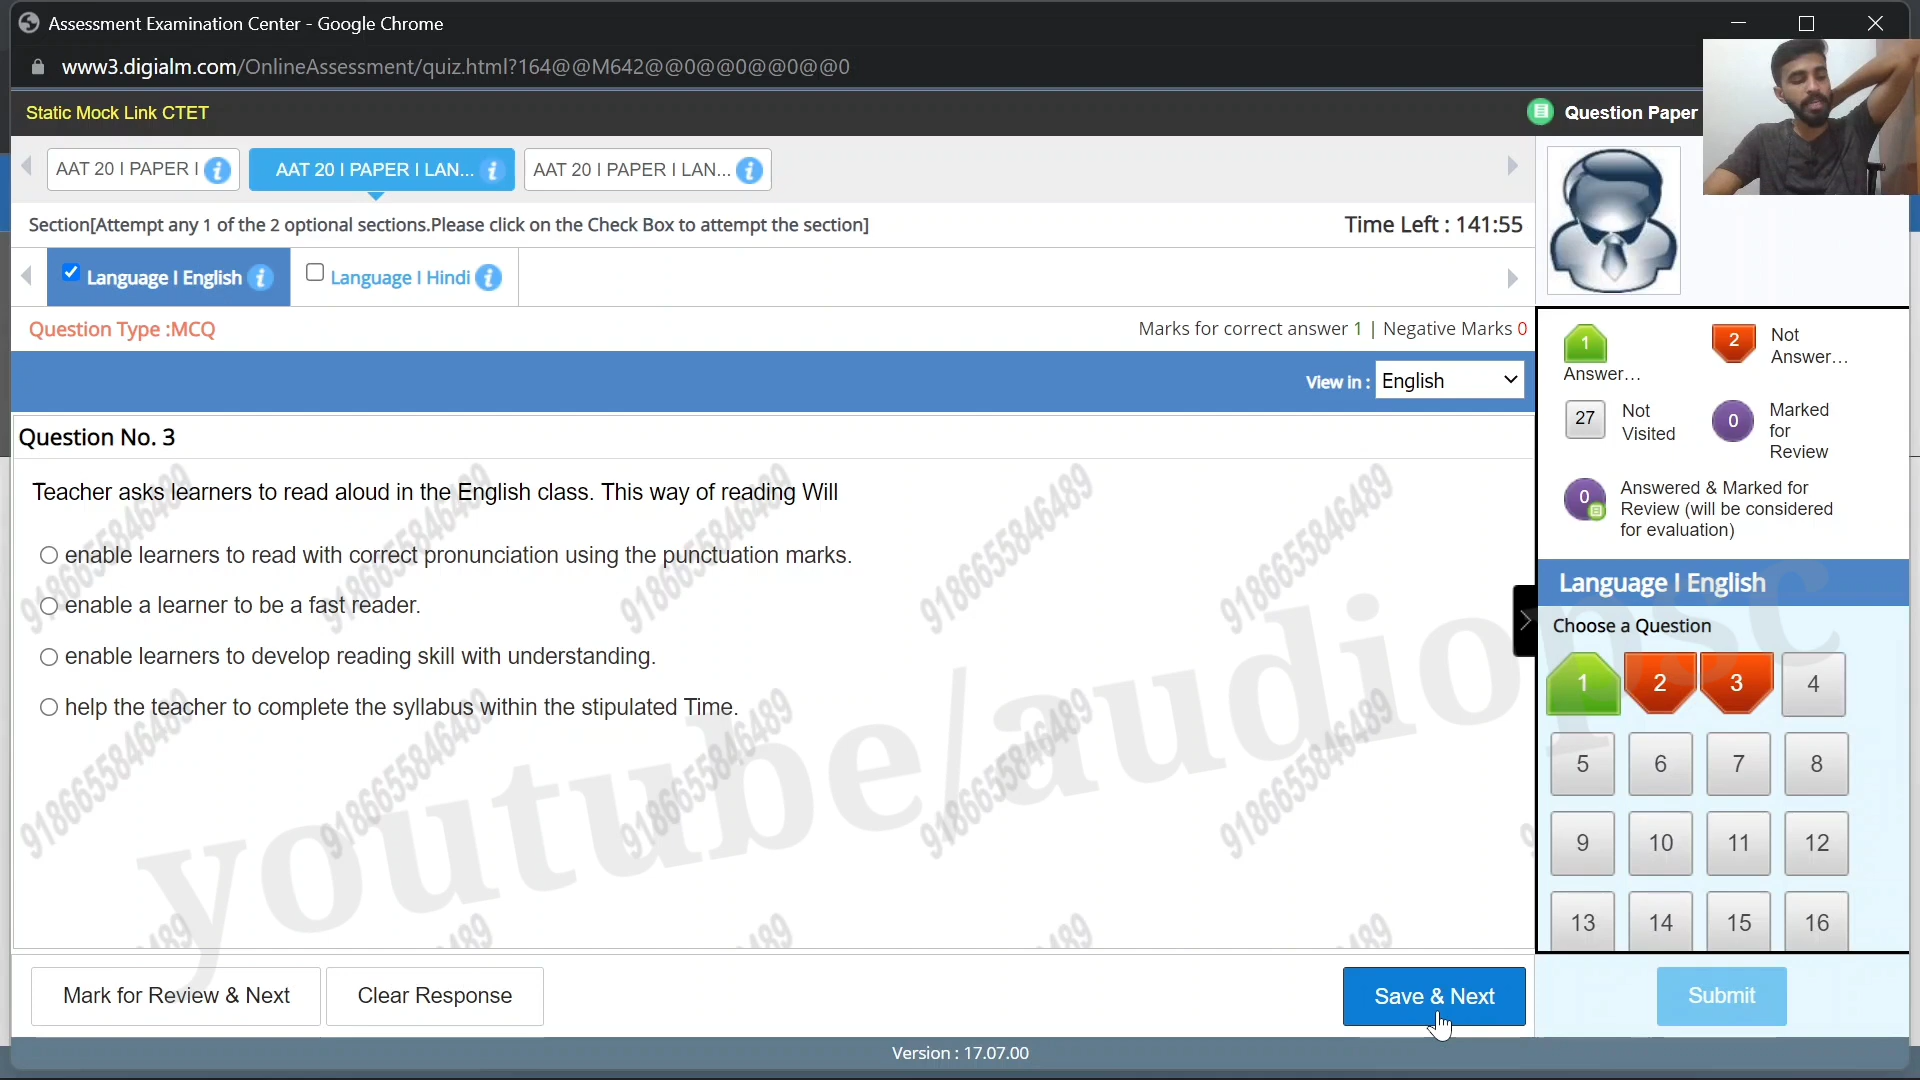 Assessment Examination Center - Google Chrome
www3.digialm.com/OnlineAssessment/quiz.html?164@@M642@@0@@0@@0@@0
Static Mock Link CTET
Question Paper
AAT 20 I PAPER I
AAT 20 I PAPER I LAN...
AAT 20 I PAPER I LAN...
Section[Attempt any 1 of the 2 optional sections.Please click on the Check Box to attempt the section]
Time Left : 141:55
Language I English
Language I Hindi
Question Type :MCQ
Marks for correct answer 1 | Negative Marks 0
View in :
English
Question No. 3
Teacher asks learners to read aloud in the English class. This way of reading Will
enable learners to read with correct pronunciation using the punctuation marks.
enable a learner to be a fast reader.
enable learners to develop reading skill with understanding.
help the teacher to complete the syllabus within the stipulated Time.
9186655846489
youtube/audiopsc
Mark for Review & Next
Clear Response
Save & Next
1
Answer...
2
Not
Answer...
27
Not
Visited
0
Marked
for
Review
0
Answered & Marked for
Review (will be considered
for evaluation)
Language I English
Choose a Question
1 2 3 4
5 6 7 8
9 10 11 12
13 14 15 16
Submit
Version : 17.07.00